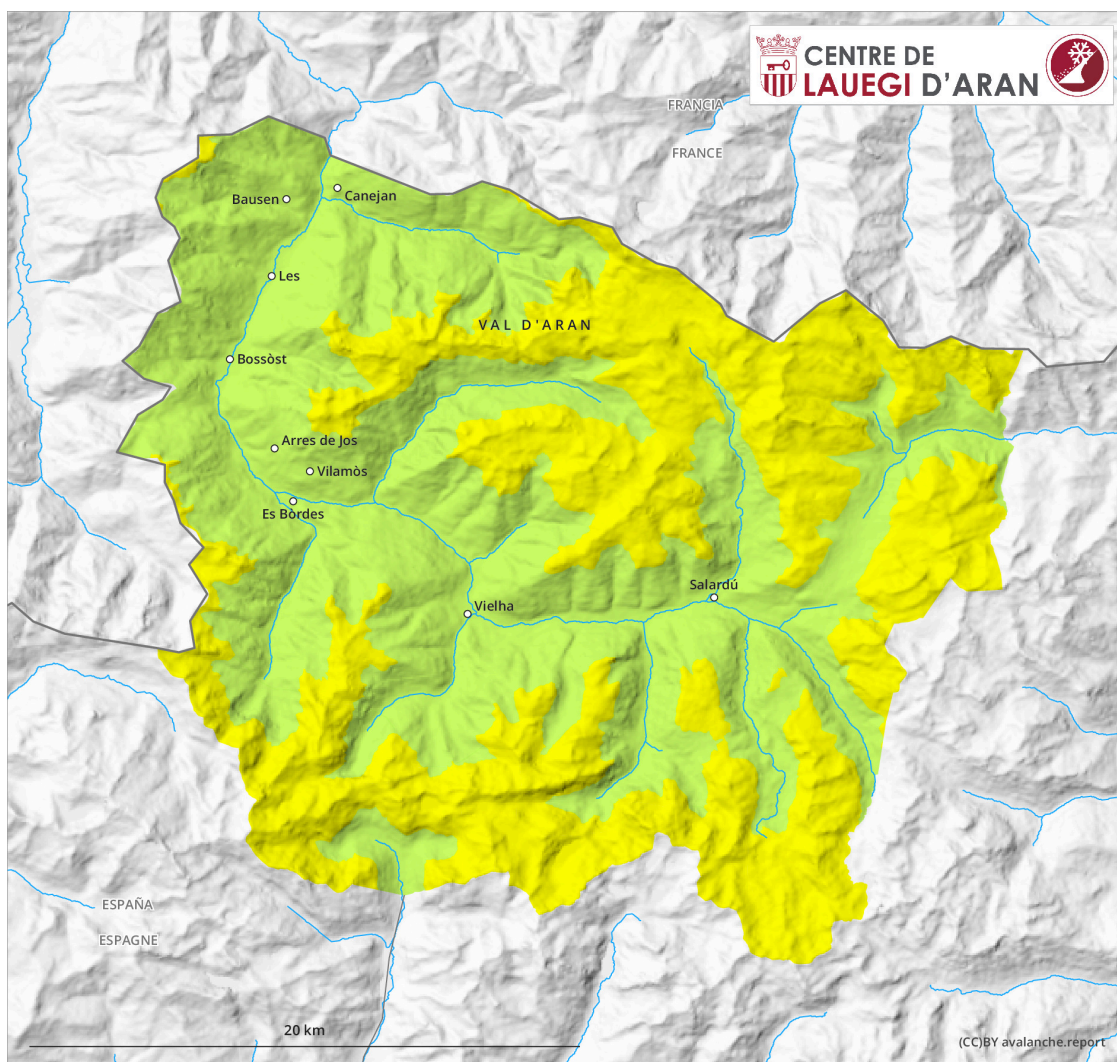 CENTRE DE
LAUEGI D'ARAN
FRANCIA
FRANCE
Bausen
Canejan
Les
VAL D'ARAN
Bossòst
Arres de Jos
Vilamòs
Es Bòrdes
Salardú
Vielha
ESPAÑA
ESPAGNE
20 km
(CC)BY avalanche.report